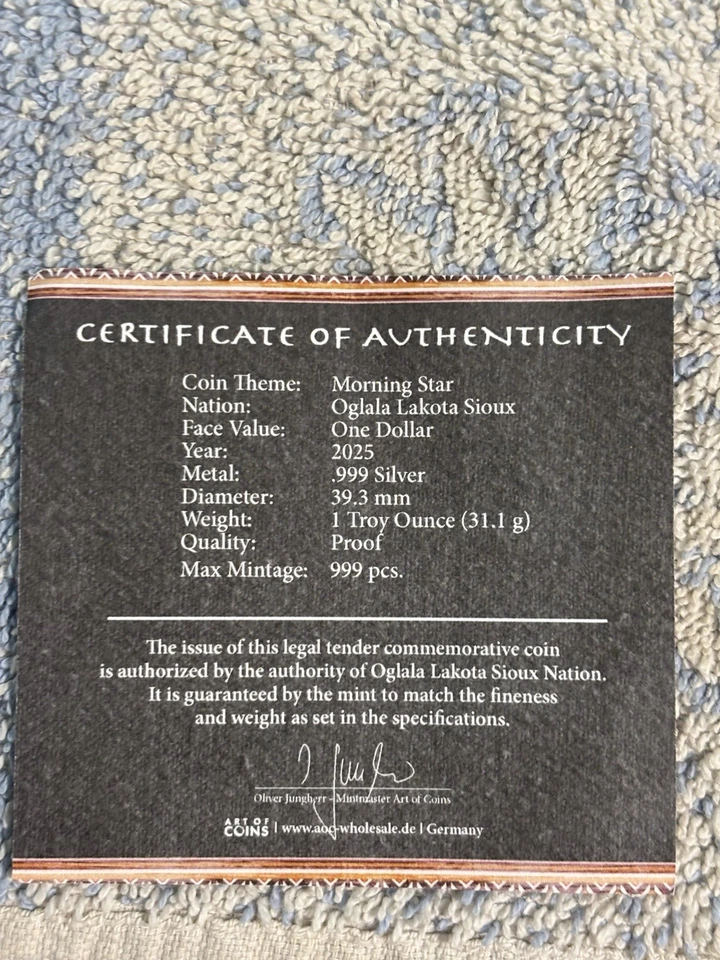 CERTIFICATE OF AUTHENTICITY
Coin Theme: Morning Star
Nation: Oglala Lakota Sioux
Face Value: One Dollar
Year: 2025
Metal: .999 Silver
Diameter: 39.3 mm
Weight: 1 Troy Ounce (31.1 g)
Quality: Proof
Max Mintage: 999 pcs.
The issue of this legal tender commemorative coin
is authorized by the authority of Oglala Lakota Sioux Nation.
It is guaranteed by the mint to match the fineness
and weight as set in the specifications.
Oliver Jungherr - Mintmaster Art of Coins
ART OF COINS | www.aoc-wholesale.de | Germany